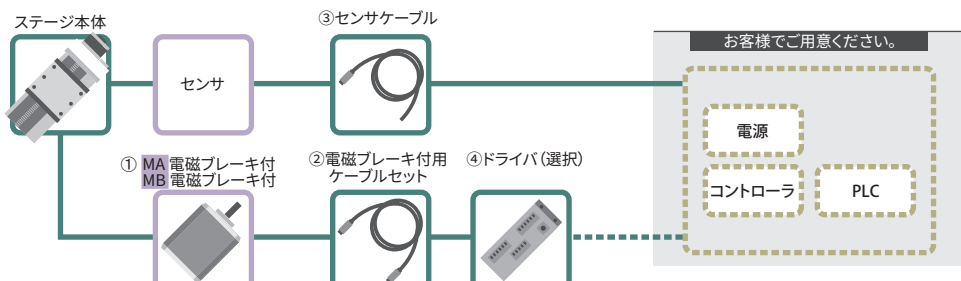 ステージ本体
③センサケーブル
お客様でご用意ください。
センサ
電源
① MA 電磁ブレーキ付
MB 電磁ブレーキ付
②電磁ブレーキ付用
ケーブルセット
④ドライバ（選択）
コントローラ
PLC